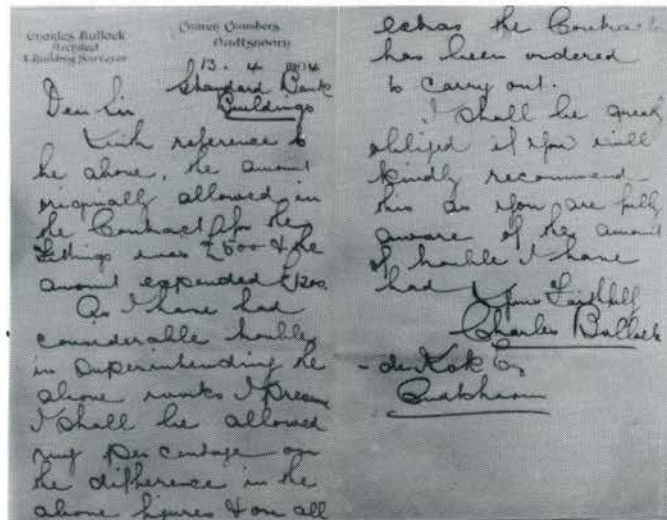 Charles Bullock
Architect
& Building Surveyor
Chambers
Oudtshoorn
13. 4 1904
Standard Bank
Buildings
Dear Sir
With reference to
the above, the amount
originally allowed in
the Contract for the
fittings was £500 & the
amount expended £1200.
As I have had
considerable trouble
in Superintending the
above works I presume
I shall be allowed
my percentage on
the difference in the
above figures & on all
extras the Contractor
has been ordered
to carry out.
I shall be greatly
obliged if you will
kindly recommend
this as you are fully
aware of the amount
of trouble I have
had
Yours Faithfully
Charles Bullock
- de Kok Esq